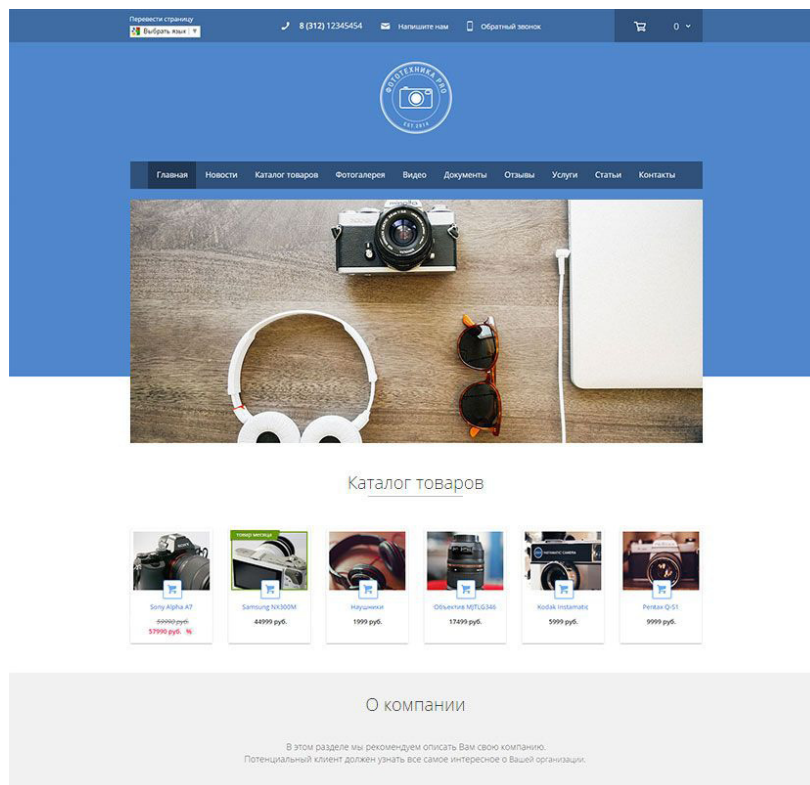 Перевести страницу
Выбрать язык
8 (312) 12345454
Напишите нам
Обратный звонок
0
ФОТОТЕХНИКА PRO
EST 2014
Главная
Новости
Каталог товаров
Фотогалерея
Видео
Документы
Отзывы
Услуги
Статьи
Контакты
Каталог товаров
Sony Alpha A7
59990 руб.
57990 руб. %
товар месяца
Samsung NX300M
44999 руб.
Наушники
1999 руб.
Объектив MJTLG346
17499 руб.
Kodak Instamatic
5999 руб.
Pentax Q-S1
9999 руб.
О компании
В этом разделе мы рекомендуем описать Вам свою компанию.
Потенциальный клиент должен узнать все самое интересное о Вашей организации.